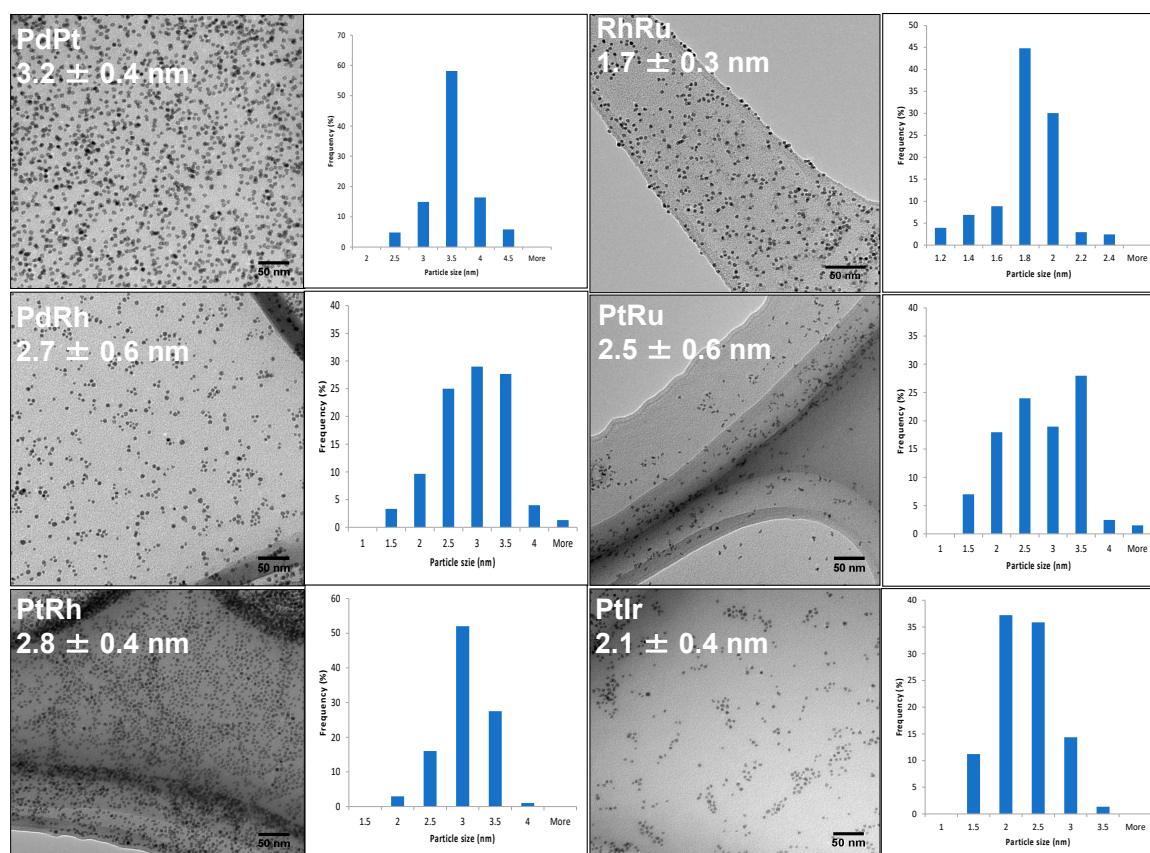 PdPt
3.2 ± 0.4 nm
50 nm
Frequency (%)
70
60
50
40
30
20
10
0
2 2.5 3 3.5 4 4.5 More
Particle size (nm)
RhRu
1.7 ± 0.3 nm
50 nm
Frequency (%)
50
45
40
35
30
25
20
15
10
5
0
1.2 1.4 1.6 1.8 2 2.2 2.4 More
Particle size (nm)
PdRh
2.7 ± 0.6 nm
50 nm
Frequency (%)
40
35
30
25
20
15
10
5
0
1 1.5 2 2.5 3 3.5 4 More
Particle szie (nm)
PtRu
2.5 ± 0.6 nm
50 nm
Frequency (%)
40
35
30
25
20
15
10
5
0
1 1.5 2 2.5 3 3.5 4 More
Particle szie (nm)
PtRh
2.8 ± 0.4 nm
50 nm
Frequency (%)
60
50
40
30
20
10
0
1.5 2 2.5 3 3.5 4 More
Particle size (nm)
PtIr
2.1 ± 0.4 nm
50 nm
Frequency (%)
40
35
30
25
20
15
10
5
0
1 1.5 2 2.5 3 3.5 More
Particle size (nm)